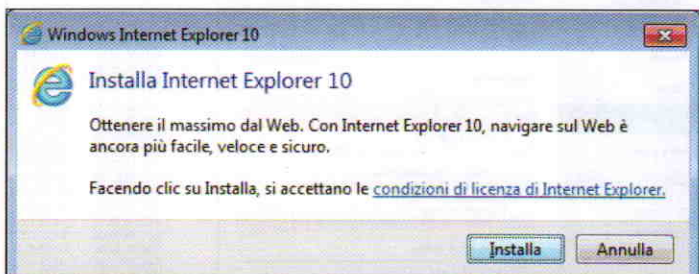 Windows Internet Explorer 10
Installa Internet Explorer 10
Ottenere il massimo dal Web. Con Internet Explorer 10, navigare sul Web è
ancora più facile, veloce e sicuro.
Facendo clic su Installa, si accettano le condizioni di licenza di Internet Explorer.
Installa
Annulla